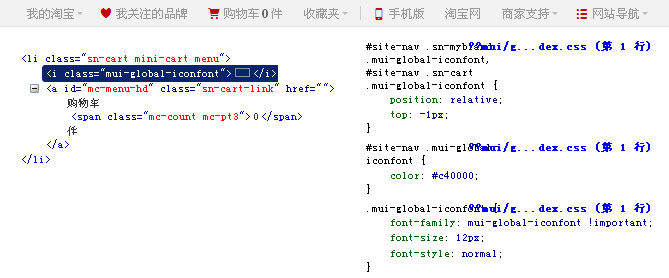 我的淘宝 我关注的品牌 购物车0件 收藏夹 手机版 淘宝网 商家支持 网站导航
<li class="sn-cart mini-cart menu">
<i class="mui-global-iconfont"></i>
<a id="mc-menu-hd" class="sn-cart-link" href="">
购物车
<span class="mc-count mc-pt3">0</span>
件
</a>
</li>
??mui/g...dex.css (第 1 行)
#site-nav .sn-mytaobao
.mui-global-iconfont,
#site-nav .sn-cart
.mui-global-iconfont {
position: relative;
top: -1px;
}
??mui/g...dex.css (第 1 行)
#site-nav .mui-global-
iconfont {
color: #c40000;
}
??mui/g...dex.css (第 1 行)
.mui-global-iconfont {
font-family: mui-global-iconfont !important;
font-size: 12px;
font-style: normal;
}